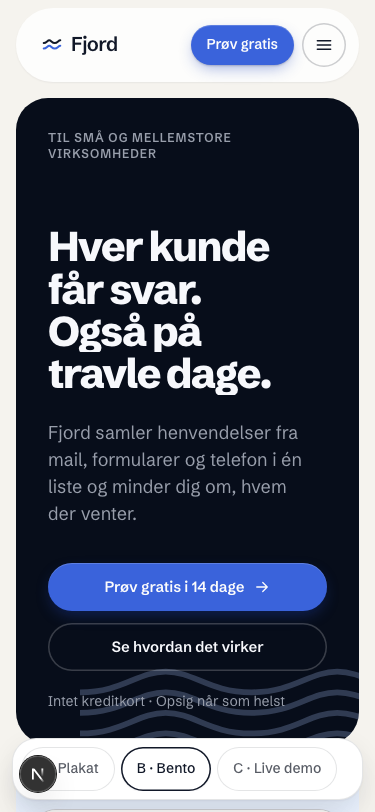 Fjord
Prøv gratis
TIL SMÅ OG MELLEMSTORE
VIRKSOMHEDER
Hver kunde
får svar.
Også på
travle dage.
Fjord samler henvendelser fra
mail, formularer og telefon i én
liste og minder dig om, hvem
der venter.
Prøv gratis i 14 dage →
Se hvordan det virker
Intet kreditkort · Opsig når som helst
N
Plakat
B · Bento
C · Live demo